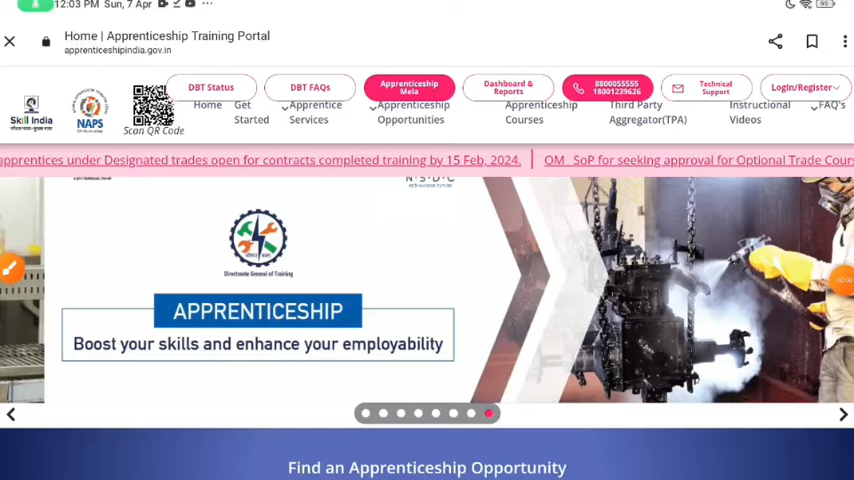 12:03 PM Sun, 7 Apr
95
Home | Apprenticeship Training Portal
apprenticeshipindia.gov.in
DBT Status
DBT FAQs
Apprenticeship
Mela
Dashboard &
Reports
8800055555
18001239626
Technical
Support
Login/Register
Skill India
NAPS
Scan QR Code
Home
Get
Started
Apprentice
Services
Apprenticeship
Opportunities
Apprenticeship
Courses
Third Party
Aggregator(TPA)
Instructional
Videos
FAQ's
apprentices under Designated trades open for contracts completed training by 15 Feb, 2024.
OM_ SoP for seeking approval for Optional Trade Cours
N·S·D·C
Directorate General of Training
00:02
APPRENTICESHIP
Boost your skills and enhance your employability
Find an Apprenticeship Opportunity